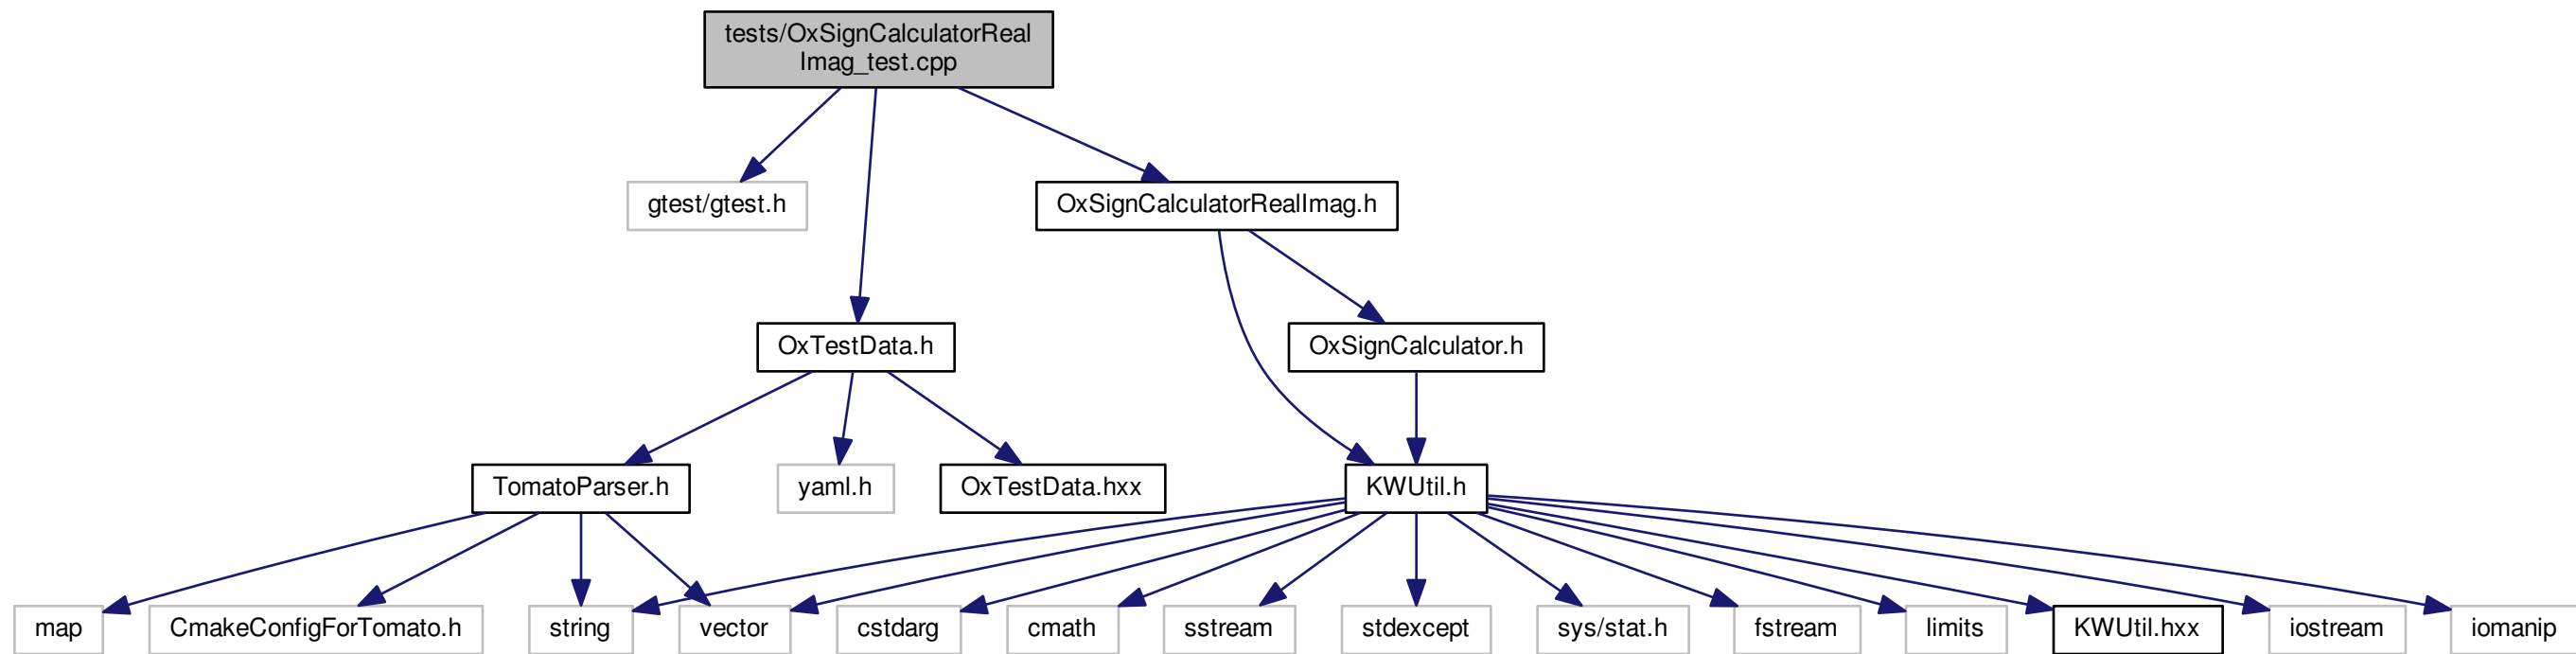 tests/OxSignCalculatorReal
Imag_test.cpp
gtest/gtest.h
OxSignCalculatorRealImag.h
OxTestData.h
OxSignCalculator.h
TomatoParser.h
yaml.h
OxTestData.hxx
KWUtil.h
map
CmakeConfigForTomato.h
string
vector
cstdarg
cmath
sstream
stdexcept
sys/stat.h
fstream
limits
KWUtil.hxx
iostream
iomanip